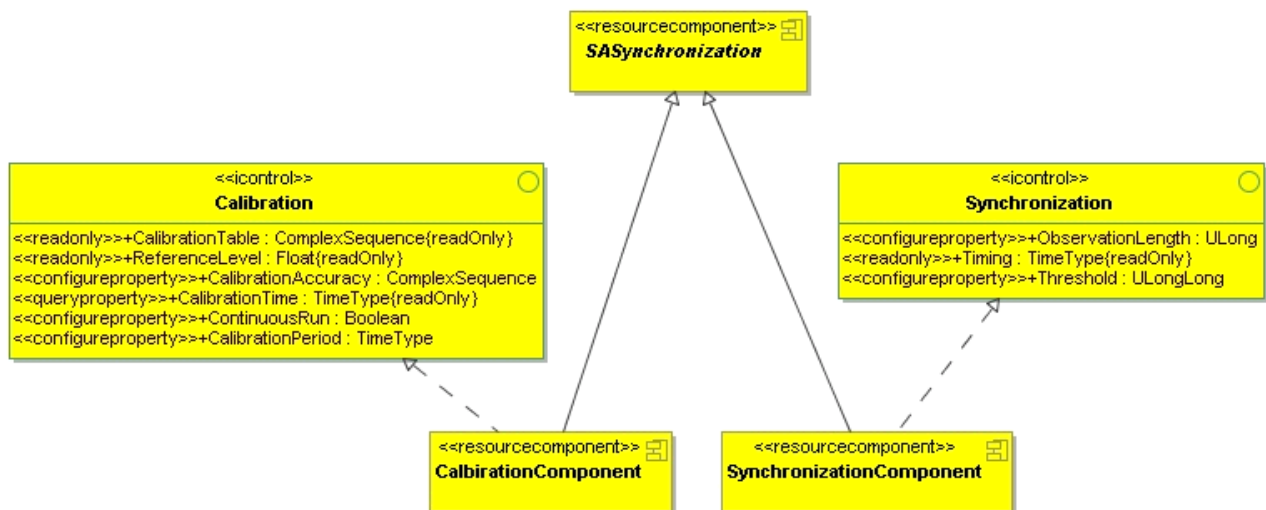 <<resourcecomponent>>
SASynchronization
<<icontrol>>
Calibration
<<readonly>>+CalibrationTable : ComplexSequence{readOnly}
<<readonly>>+ReferenceLevel : Float{readOnly}
<<configureproperty>>+CalibrationAccuracy : ComplexSequence
<<queryproperty>>+CalibrationTime : TimeType{readOnly}
<<configureproperty>>+ContinuousRun : Boolean
<<configureproperty>>+CalibrationPeriod : TimeType
<<icontrol>>
Synchronization
<<configureproperty>>+ObservationLength : ULong
<<readonly>>+Timing : TimeType{readOnly}
<<configureproperty>>+Threshold : ULongLong
<<resourcecomponent>>
CalbirationComponent
<<resourcecomponent>>
SynchronizationComponent